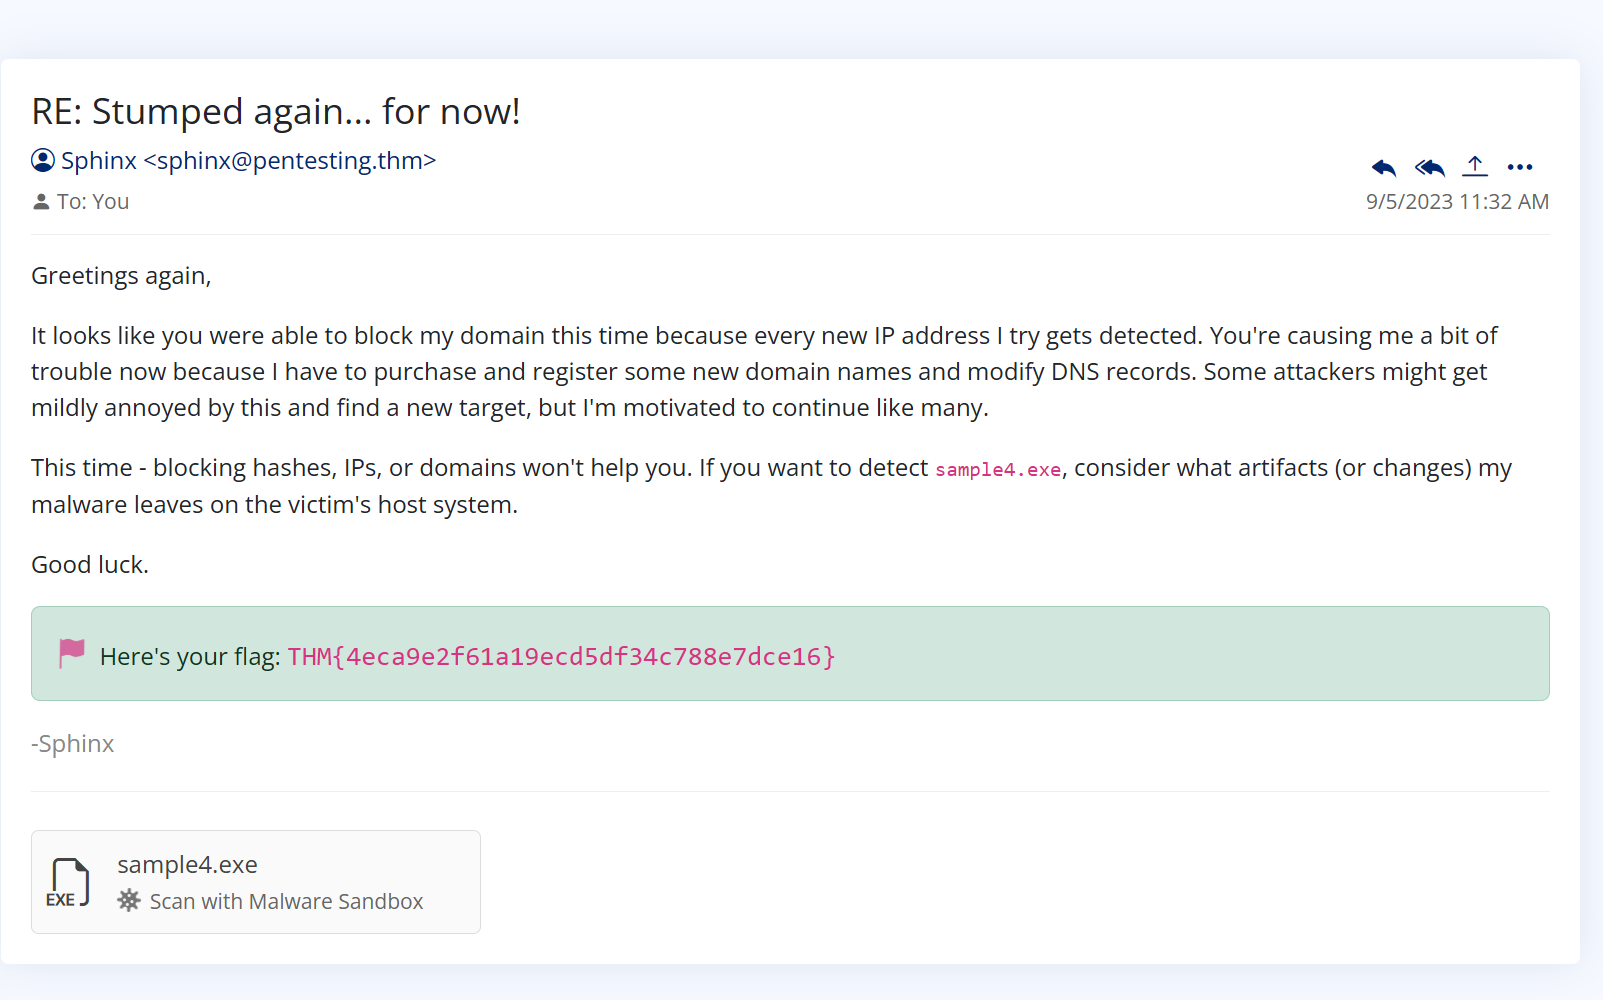 RE: Stumped again... for now!
Sphinx <sphinx@pentesting.thm>
To: You
9/5/2023 11:32 AM
Greetings again,
It looks like you were able to block my domain this time because every new IP address I try gets detected. You're causing me a bit of
trouble now because I have to purchase and register some new domain names and modify DNS records. Some attackers might get
mildly annoyed by this and find a new target, but I'm motivated to continue like many.
This time - blocking hashes, IPs, or domains won't help you. If you want to detect sample4.exe, consider what artifacts (or changes) my
malware leaves on the victim's host system.
Good luck.
Here's your flag: THM{4eca9e2f61a19ecd5df34c788e7dce16}
-Sphinx
sample4.exe
EXE
Scan with Malware Sandbox